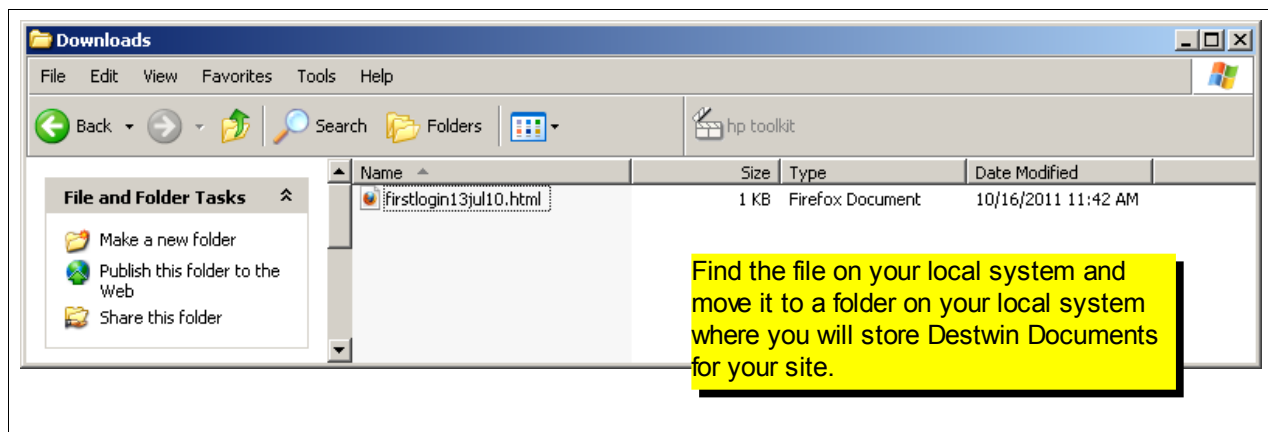 Downloads
File Edit View Favorites Tools Help
Back Search Folders hp toolkit
Name Size Type Date Modified
File and Folder Tasks
firstlogin13jul10.html 1 KB Firefox Document 10/16/2011 11:42 AM
Make a new folder
Publish this folder to the
Web
Share this folder
Find the file on your local system and
move it to a folder on your local system
where you will store Destwin Documents
for your site.